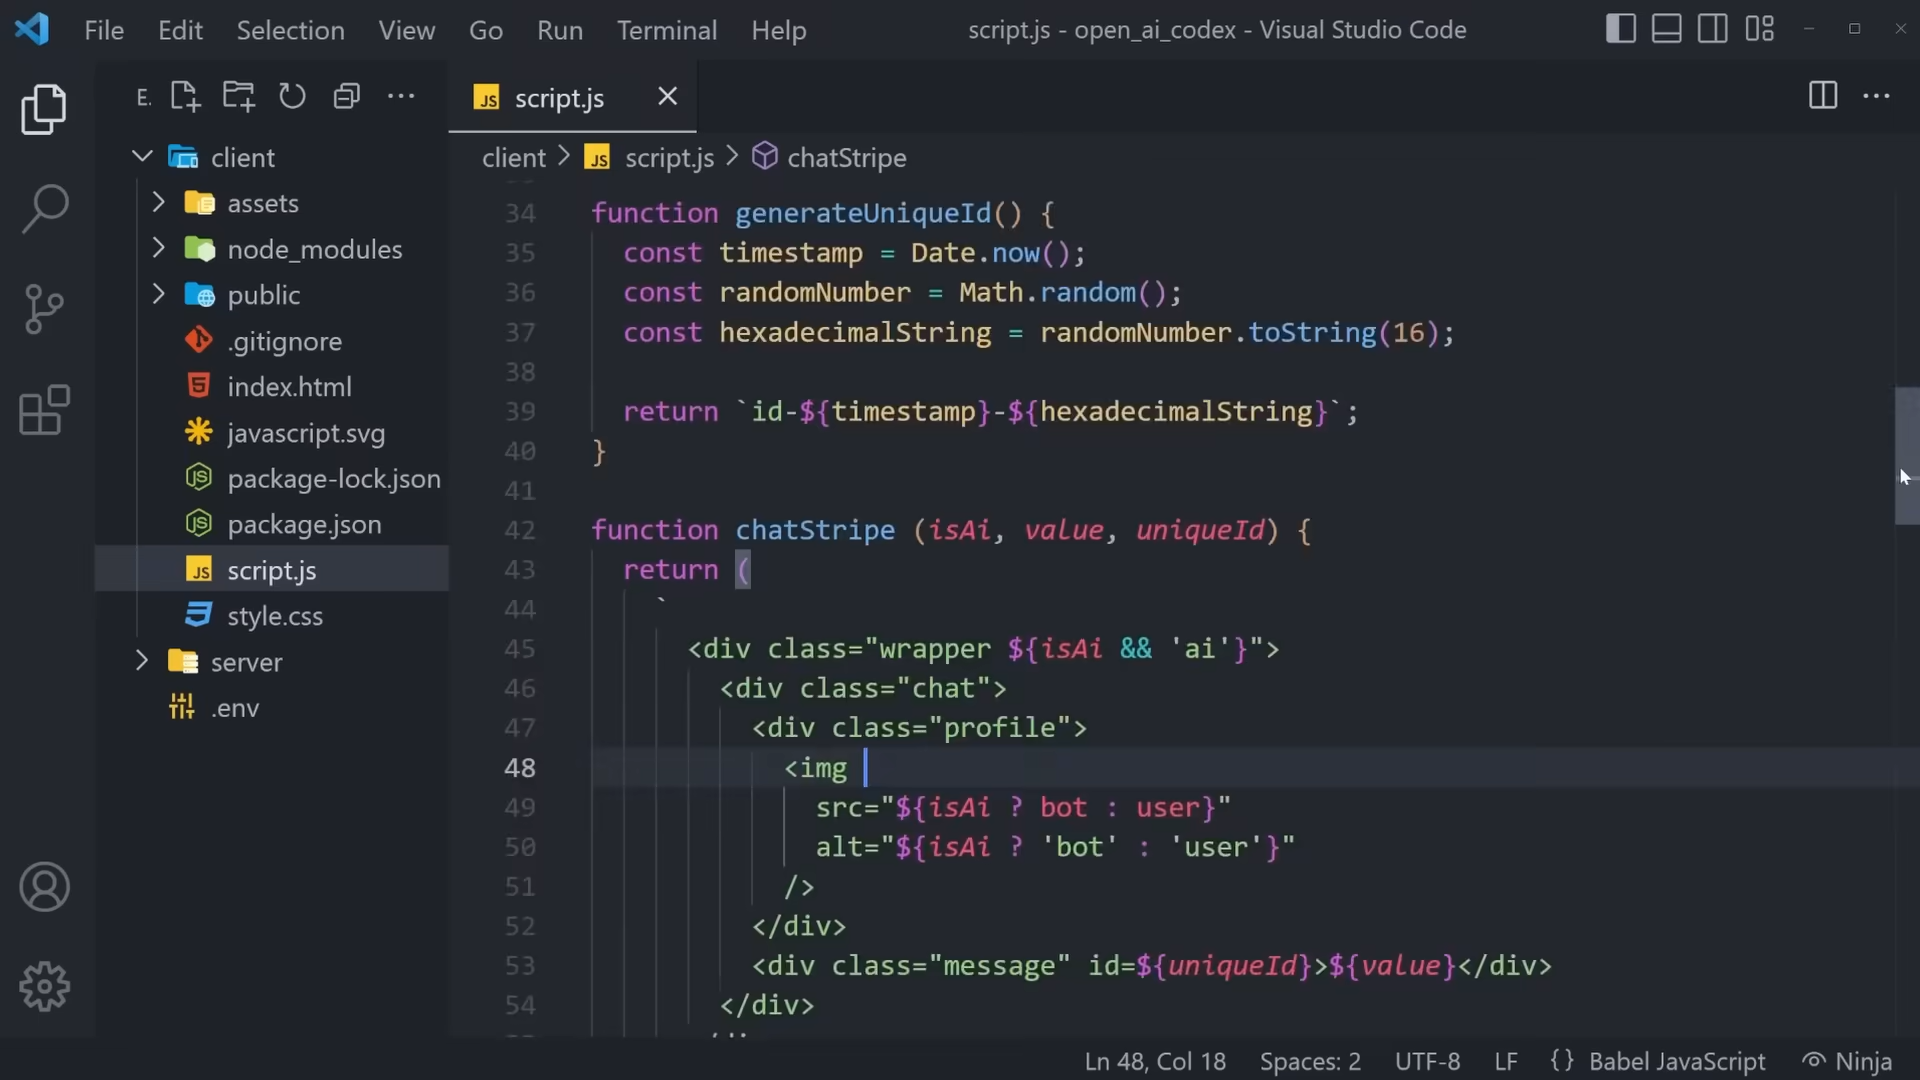 File Edit Selection View Go Run Terminal Help script.js - open_ai_codex - Visual Studio Code
E.
client
assets
node_modules
public
.gitignore
index.html
javascript.svg
package-lock.json
package.json
script.js
style.css
server
.env
JS script.js
client > JS script.js > chatStripe
34 function generateUniqueId() {
35 const timestamp = Date.now();
36 const randomNumber = Math.random();
37 const hexadecimalString = randomNumber.toString(16);
38
39 return `id-${timestamp}-${hexadecimalString}`;
40 }
41
42 function chatStripe (isAi, value, uniqueId) {
43 return (
44 `
45 <div class="wrapper ${isAi && 'ai'}">
46 <div class="chat">
47 <div class="profile">
48 <img
49 src="${isAi ? bot : user}"
50 alt="${isAi ? 'bot' : 'user'}"
51 />
52 </div>
53 <div class="message" id=${uniqueId}>${value}</div>
54 </div>
Ln 48, Col 18 Spaces: 2 UTF-8 LF {} Babel JavaScript Ninja